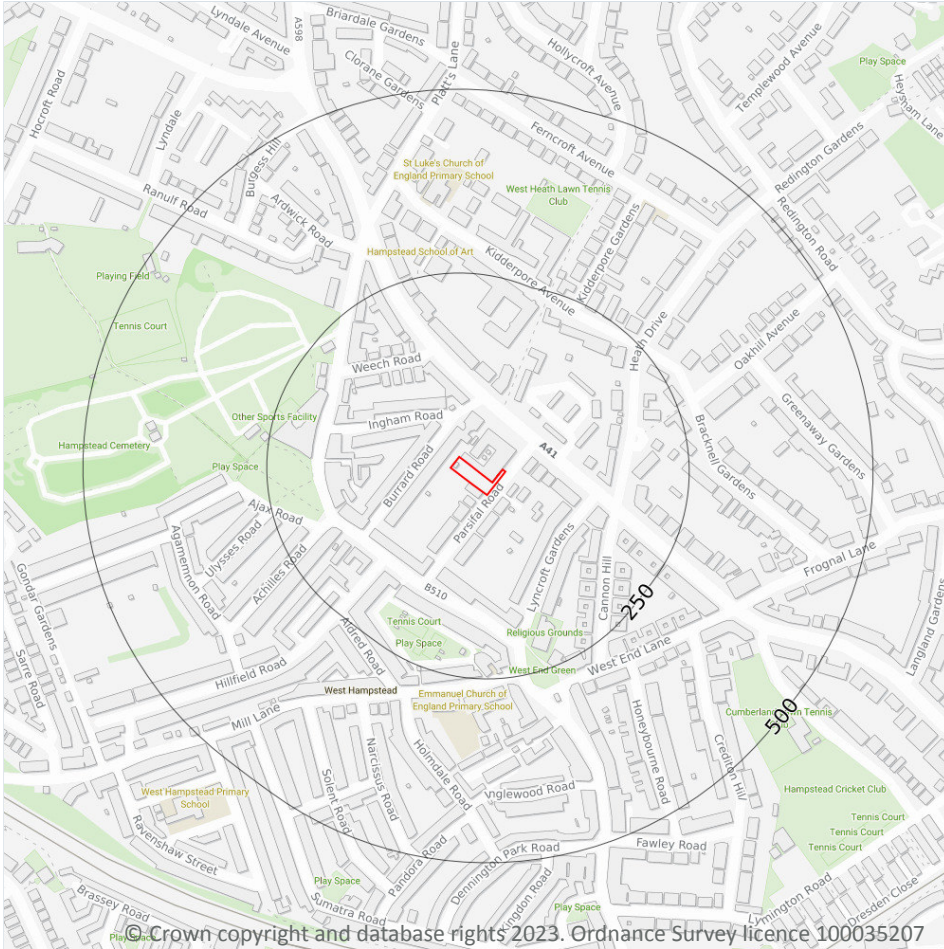 Lyndale Avenue
A598
Briardale Gardens
Clorane Gardens
Platt's Lane
Hollycroft Avenue
Templewood Avenue
Play Space
Heysham Lane
Hocroft Road
Lyndale
Burgess Hill
Ferncroft Avenue
Redington Gardens
St Luke's Church of
England Primary School
West Heath Lawn Tennis
Club
Ranulf Road
Ardwick Road
Redington Road
Hampstead School of Art
Kidderpore Avenue
Kidderpore Gardens
Playing Field
Tennis Court
Heath Drive
Oakhill Avenue
Weech Road
Ingham Road
Other Sports Facility
Hampstead Cemetery
Play Space
Burrard Road
A41
Bracknell Gardens
Greenaway Gardens
Parsifal Road
Ajax Road
Ulysses Road
Agamemnon Road
Achilles Road
Lyncroft Gardens
Cannon Hill
Frognal Lane
Gondar Gardens
B510
250
Tennis Court
Play Space
Religious Grounds
Aldred Road
West End Green
West End Lane
Langland Gardens
Sarre Road
Hillfield Road
West Hampstead
Emmanuel Church of
England Primary School
Mill Lane
500
Cumberland Tennis
Honeybourne Road
Crediton Hill
Narcissus Road
Holmdale Road
Solent Road
West Hampstead Primary
School
nglewood Road
Hampstead Cricket Club
Ravenshaw Street
Tennis Court
Tennis Court
Tennis Court
Fawley Road
Dennington Park Road
Pandora Road
Play Space
Sumatra Road
ngdon Road
Play Space
Lymington Road
Dresden Close
Brassey Road
Play
© Crown copyright and database rights 2023. Ordnance Survey licence 100035207